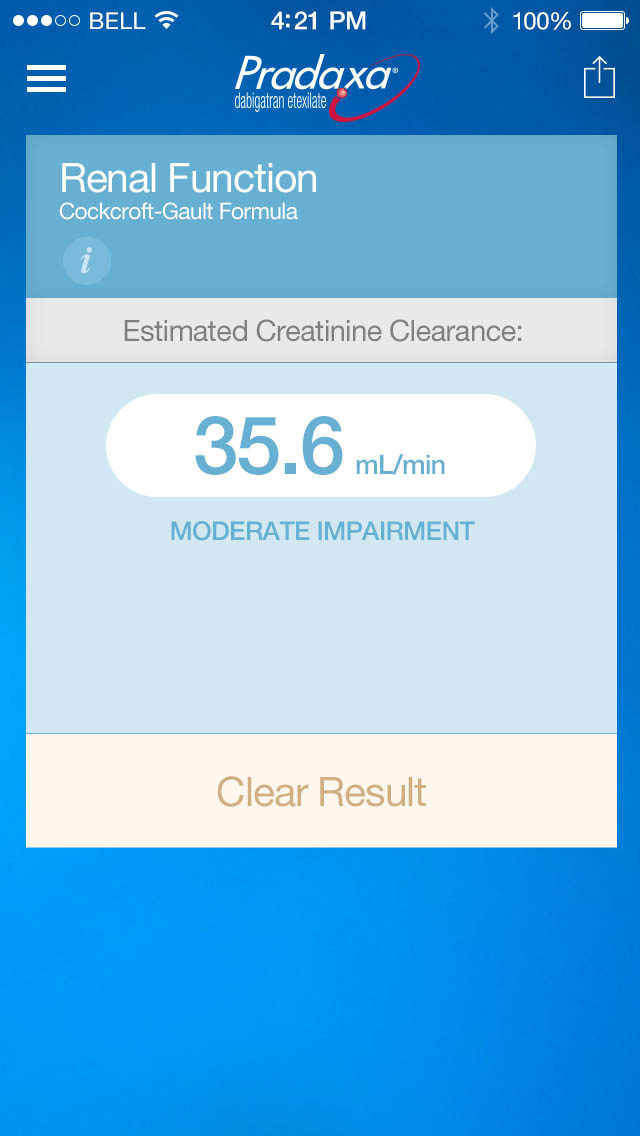 BELL 4:21 PM 100%
Pradaxa®
dabigatran etexilate
Renal Function
Cockcroft-Gault Formula
i
Estimated Creatinine Clearance:
35.6 mL/min
MODERATE IMPAIRMENT
Clear Result